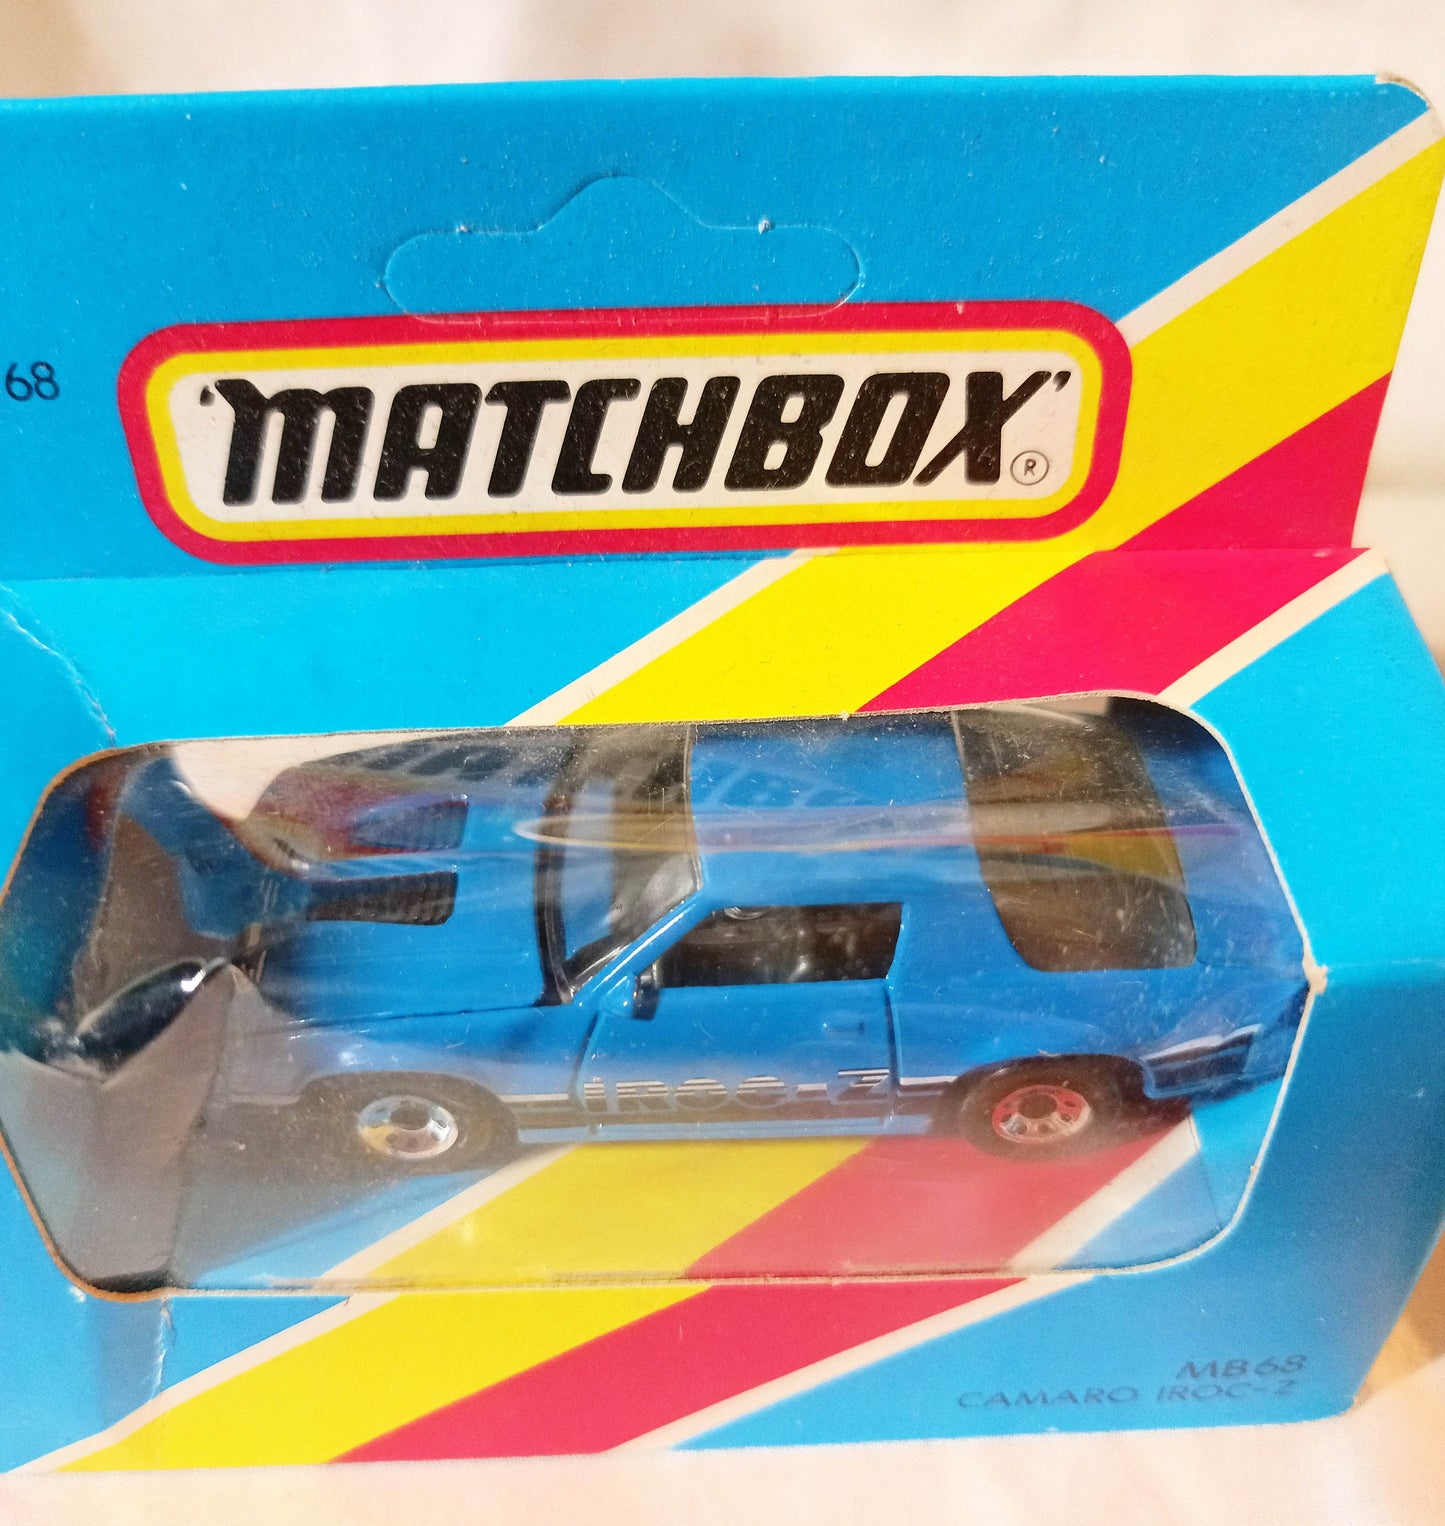 68
'MATCHBOX'
®
IROC-Z
MB68
CAMARO IROC-Z